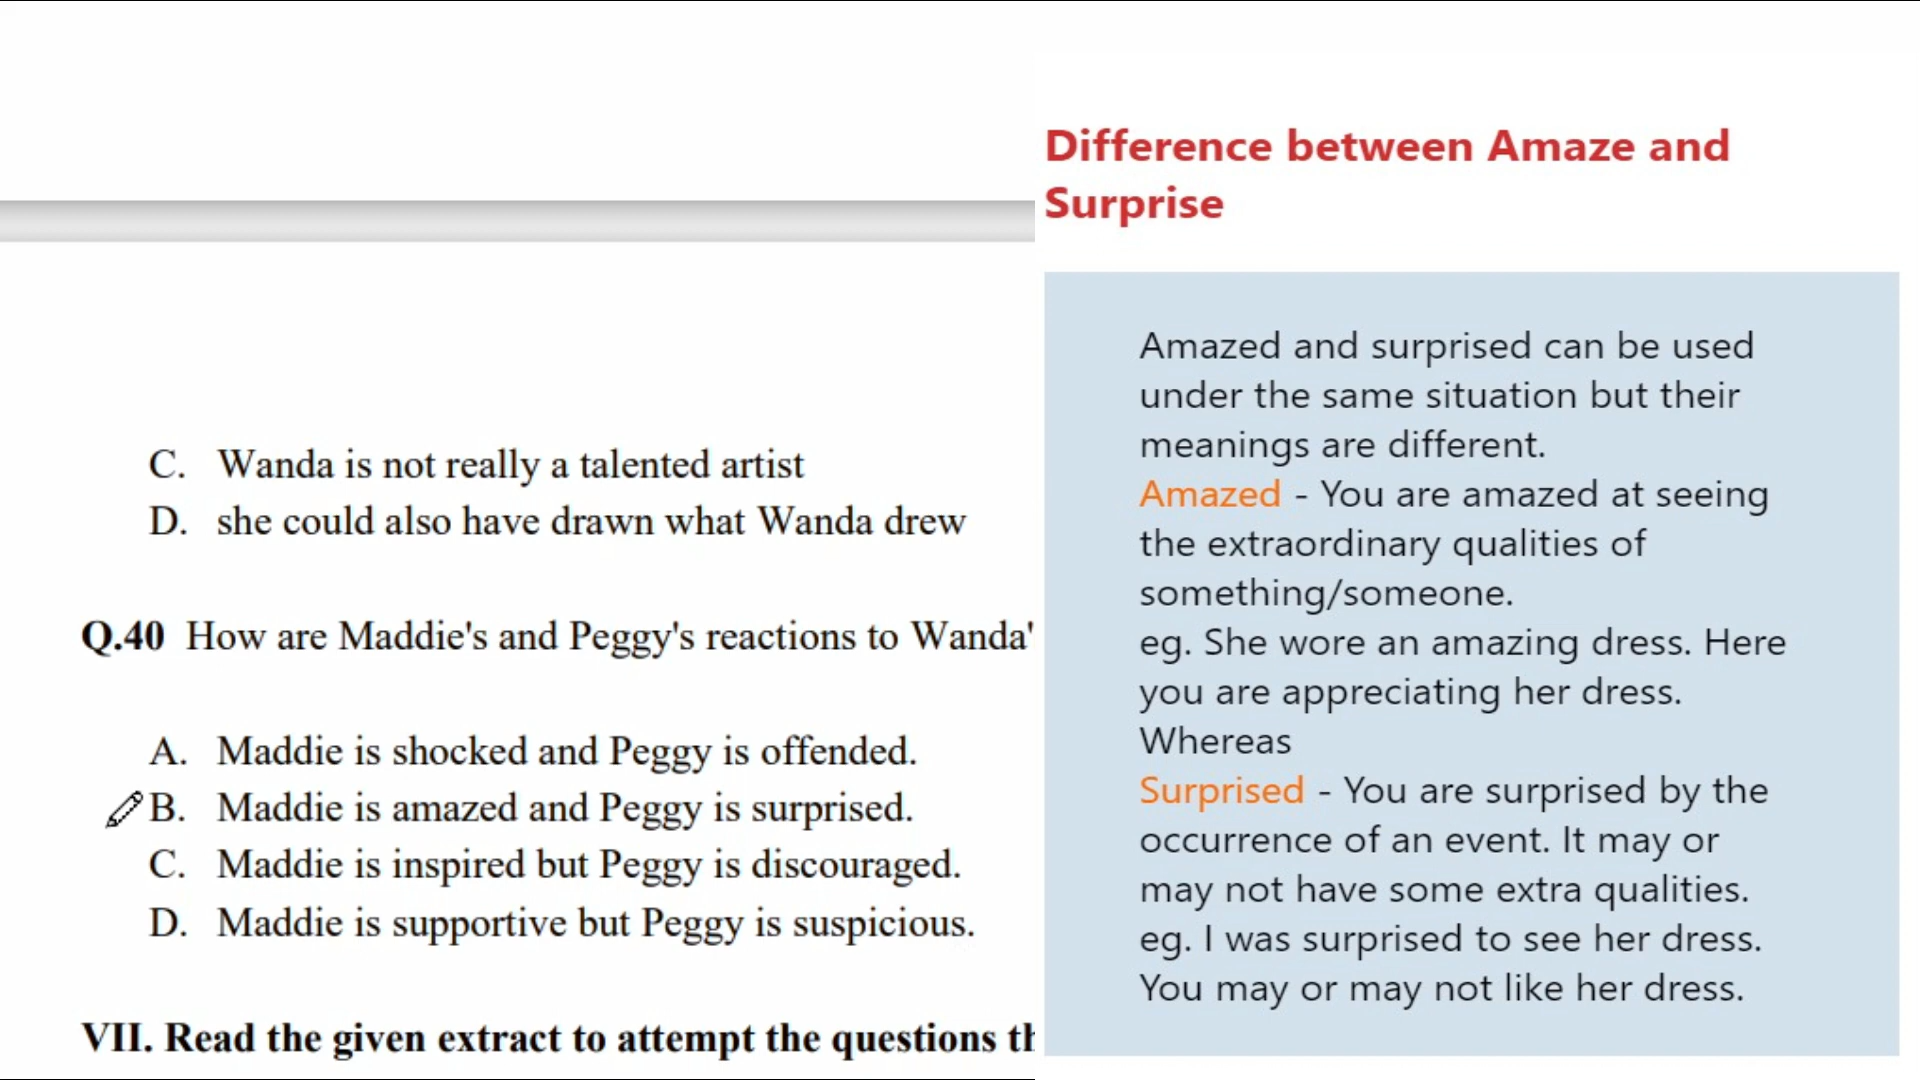 C. Wanda is not really a talented artist
D. she could also have drawn what Wanda drew
Q.40 How are Maddie's and Peggy's reactions to Wanda'
A. Maddie is shocked and Peggy is offended.
B. Maddie is amazed and Peggy is surprised.
C. Maddie is inspired but Peggy is discouraged.
D. Maddie is supportive but Peggy is suspicious.
VII. Read the given extract to attempt the questions th
Difference between Amaze and
Surprise
Amazed and surprised can be used
under the same situation but their
meanings are different.
Amazed - You are amazed at seeing
the extraordinary qualities of
something/someone.
eg. She wore an amazing dress. Here
you are appreciating her dress.
Whereas
Surprised - You are surprised by the
occurrence of an event. It may or
may not have some extra qualities.
eg. I was surprised to see her dress.
You may or may not like her dress.